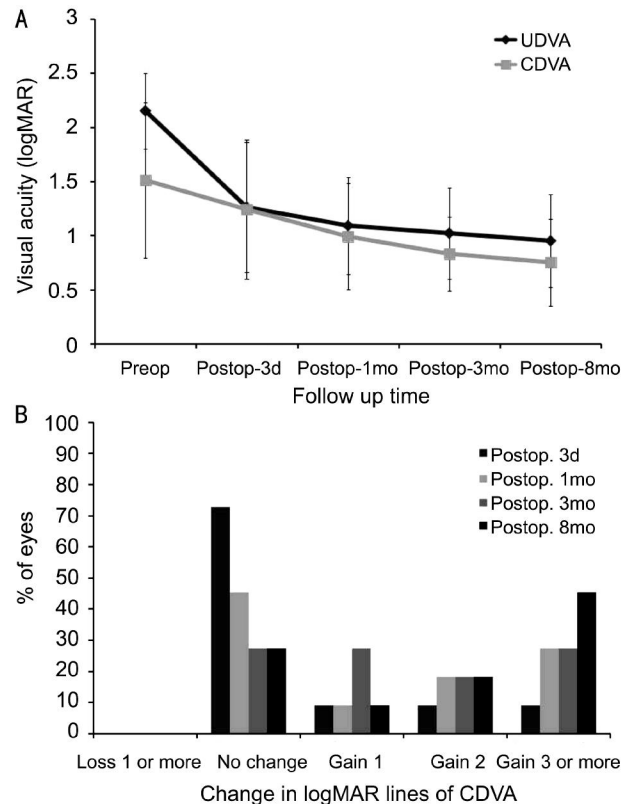 A
3
2.5
2
1.5
1
0.5
0
Visual acuity (logMAR)
UDVA
CDVA
Preop Postop-3d Postop-1mo Postop-3mo Postop-8mo
Follow up time
B
100
90
80
70
60
50
40
30
20
10
0
% of eyes
Postop. 3d
Postop. 1mo
Postop. 3mo
Postop. 8mo
Loss 1 or more No change Gain 1 Gain 2 Gain 3 or more
Change in logMAR lines of CDVA